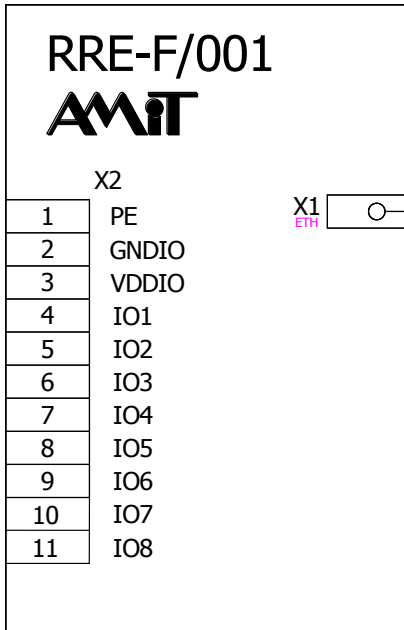 RRE-F/001
AMiT
X2
X1
ETH
1 PE
2 GNDIO
3 VDDIO
4 IO1
5 IO2
6 IO3
7 IO4
8 IO5
9 IO6
10 IO7
11 IO8